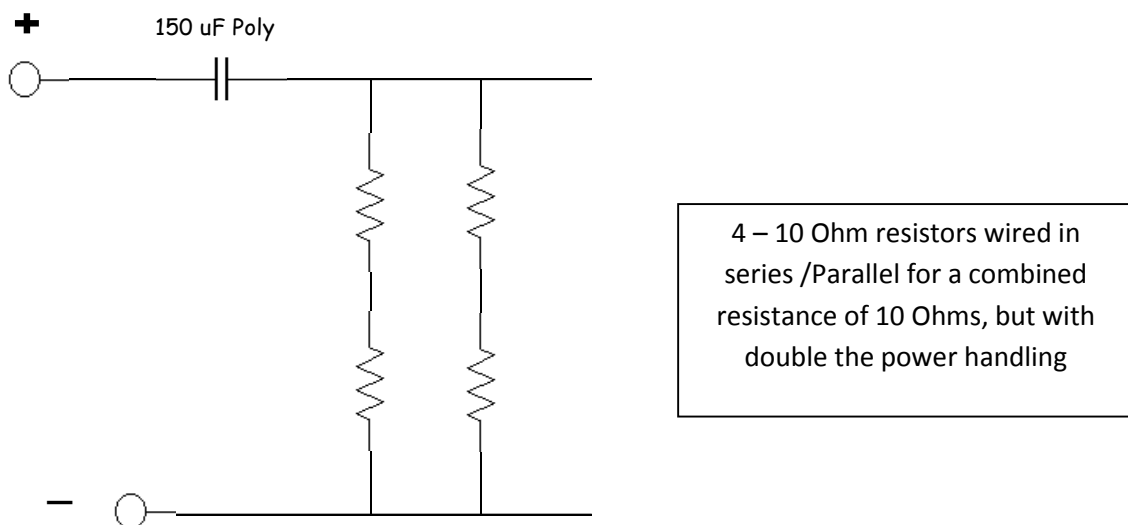 +
150 uF Poly
4 – 10 Ohm resistors wired in
series /Parallel for a combined
resistance of 10 Ohms, but with
double the power handling
–